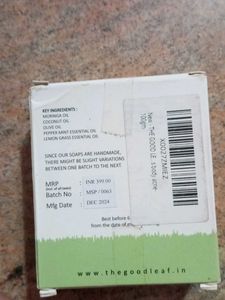 KEY INGREDIENTS :
MORINGA OIL
COCONUT OIL
OLIVE OIL
PEPPER MINT ESSENTIAL OIL
LEMON GRASS ESSENTIAL OIL
SINCE OUR SOAPS ARE HANDMADE,
THERE MIGHT BE SLIGHT VARIATIONS
BETWEEN ONE BATCH TO THE NEXT.
MRP
INR 399.00
Batch No :
MSP / 0063
Mfg Date :
DEC 2024
Best before
from the date of
www.thegoodleaf.in
New
100gm